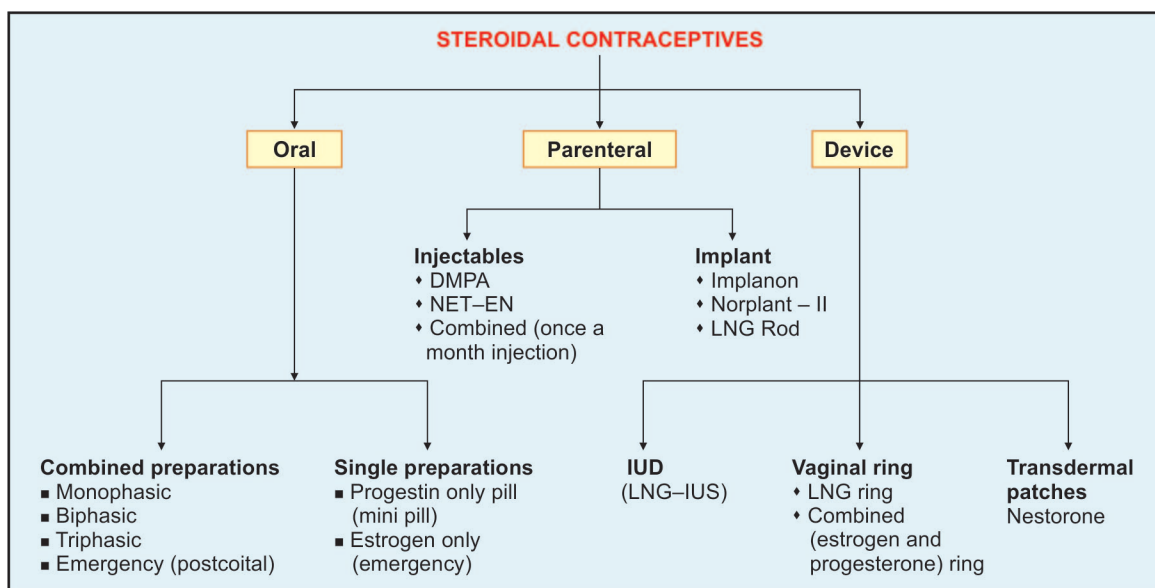 STEROIDAL CONTRACEPTIVES
Oral
Parenteral
Device
Injectables
♦ DMPA
♦ NET–EN
♦ Combined (once a
month injection)
Implant
♦ Implanon
♦ Norplant – II
♦ LNG Rod
Combined preparations
■ Monophasic
■ Biphasic
■ Triphasic
■ Emergency (postcoital)
Single preparations
■ Progestin only pill
(mini pill)
■ Estrogen only
(emergency)
IUD
(LNG–IUS)
Vaginal ring
♦ LNG ring
♦ Combined
(estrogen and
progesterone) ring
Transdermal
patches
Nestorone